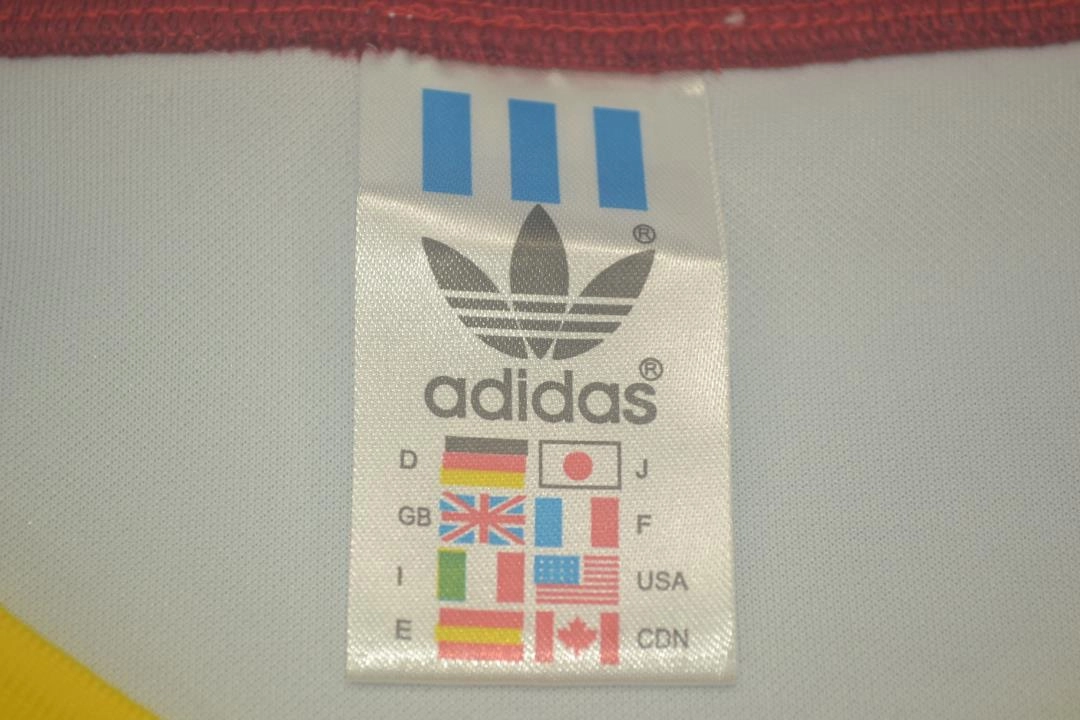 ®
adidas®
D J
GB F
I USA
E CDN